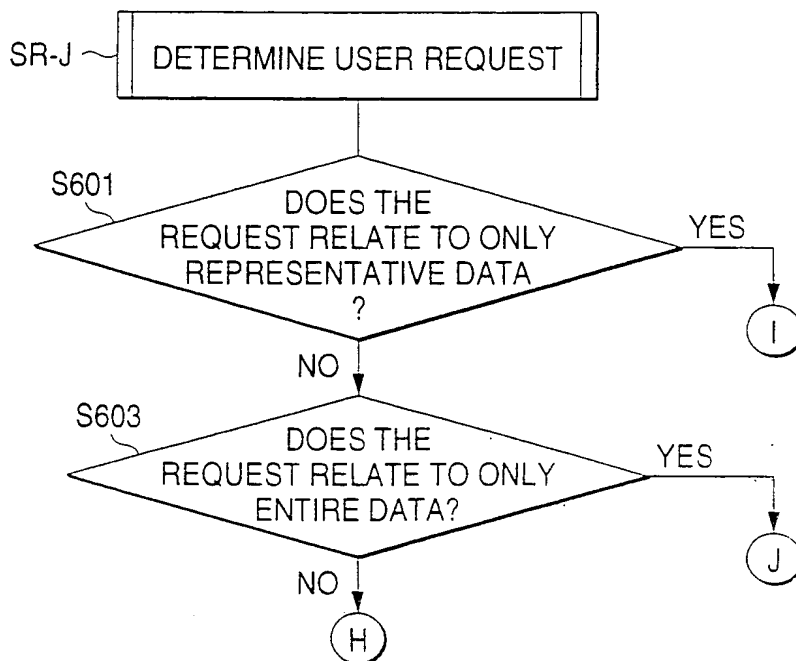 SR-J
DETERMINE USER REQUEST
S601
DOES THE
REQUEST RELATE TO ONLY
REPRESENTATIVE DATA
?
YES
I
NO
S603
DOES THE
REQUEST RELATE TO ONLY
ENTIRE DATA?
YES
J
NO
H